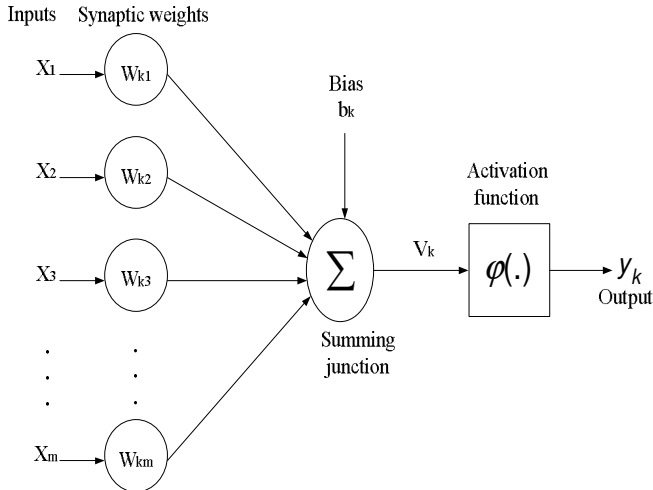 Inputs Synaptic weights
X1 Wk1
Bias
bk
X2 Wk2
Activation
function
X3 Wk3
∑
Vk
φ(.)
yk
Output
Summing
junction
Xm Wkm